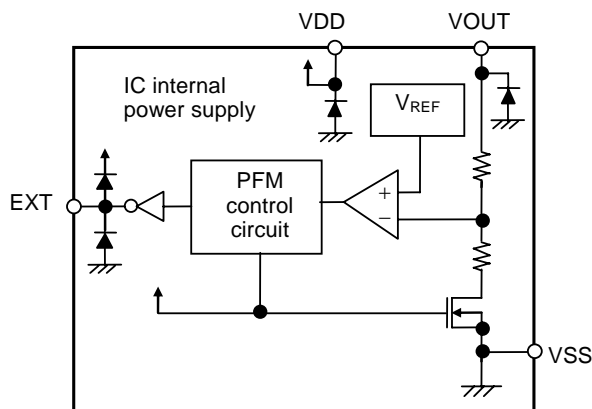 VDD
VOUT
IC internal
power supply
VREF
EXT
PFM
control
circuit
+
−
VSS